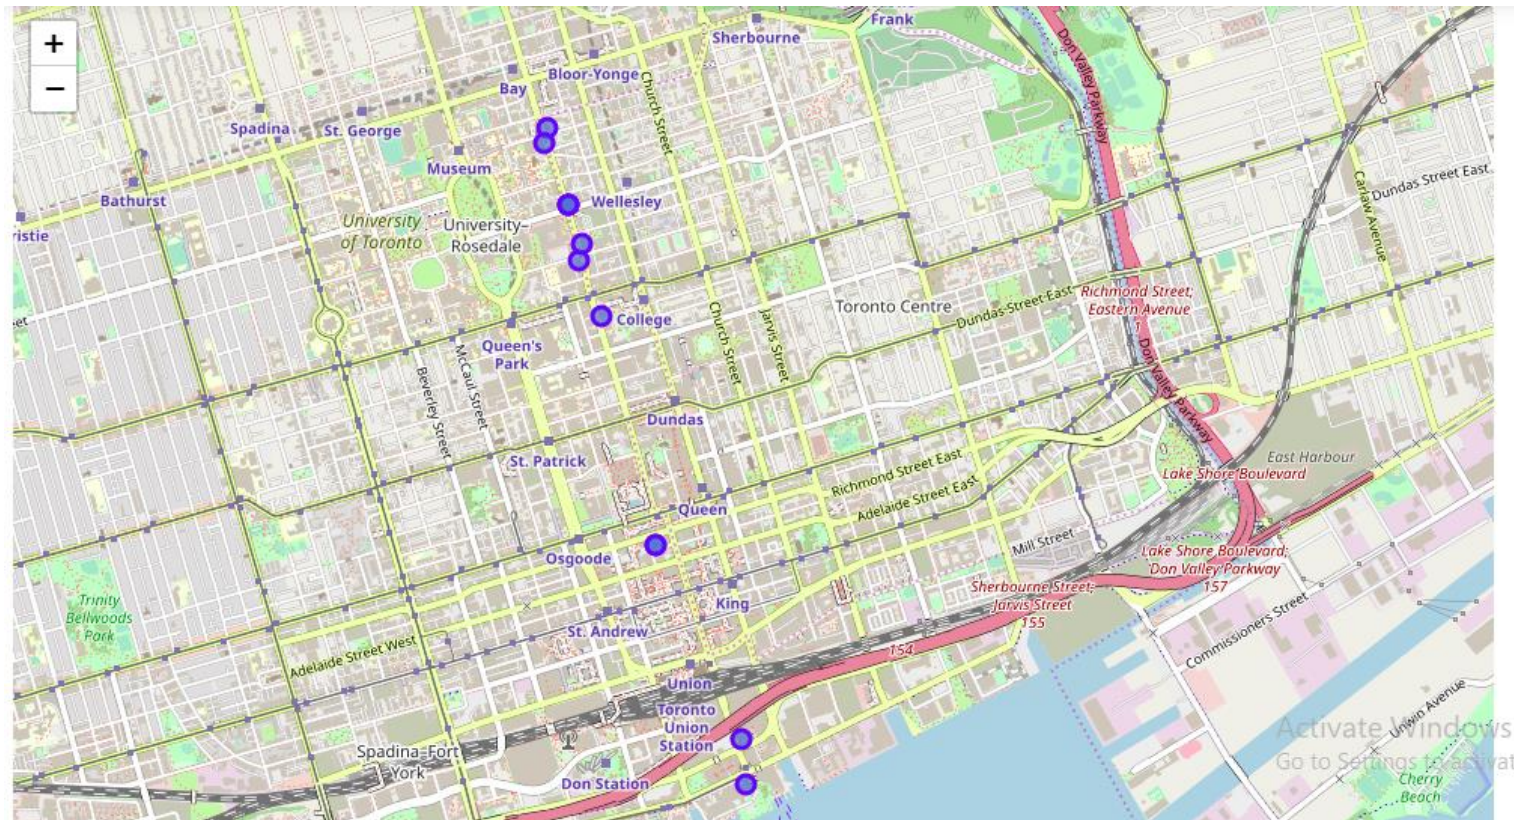 +
−
Frank
Sherbourne
Bloor-Yonge
Bay
Church Street
Don Valley Parkway
Spadina
St. George
Museum
Bathurst
ristie
University
of Toronto
University–
Rosedale
Wellesley
Carlaw Avenue
Dundas Street East
Toronto Centre
Dundas Street East
Richmond Street;
Eastern Avenue
College
Queen's
Park
Church Street
Jarvis Street
eet
Beverley Street
McCaul Street
Don Valley Parkway
Dundas
St. Patrick
Richmond Street East
Adelaide Street East
East Harbour
Lake Shore Boulevard
Queen
Osgoode
Mill Street
Lake Shore Boulevard;
Don Valley Parkway
157
Sherbourne Street;
Jarvis Street
155
King
St. Andrew
Trinity
Bellwoods
Park
Adelaide Street West
154
Commissioners Street
Union
Toronto
Union
Station
Unwin Avenue
Spadina–Fort
York
Don Station
Cherry
Beach
Activate Windows
Go to Settings to activat